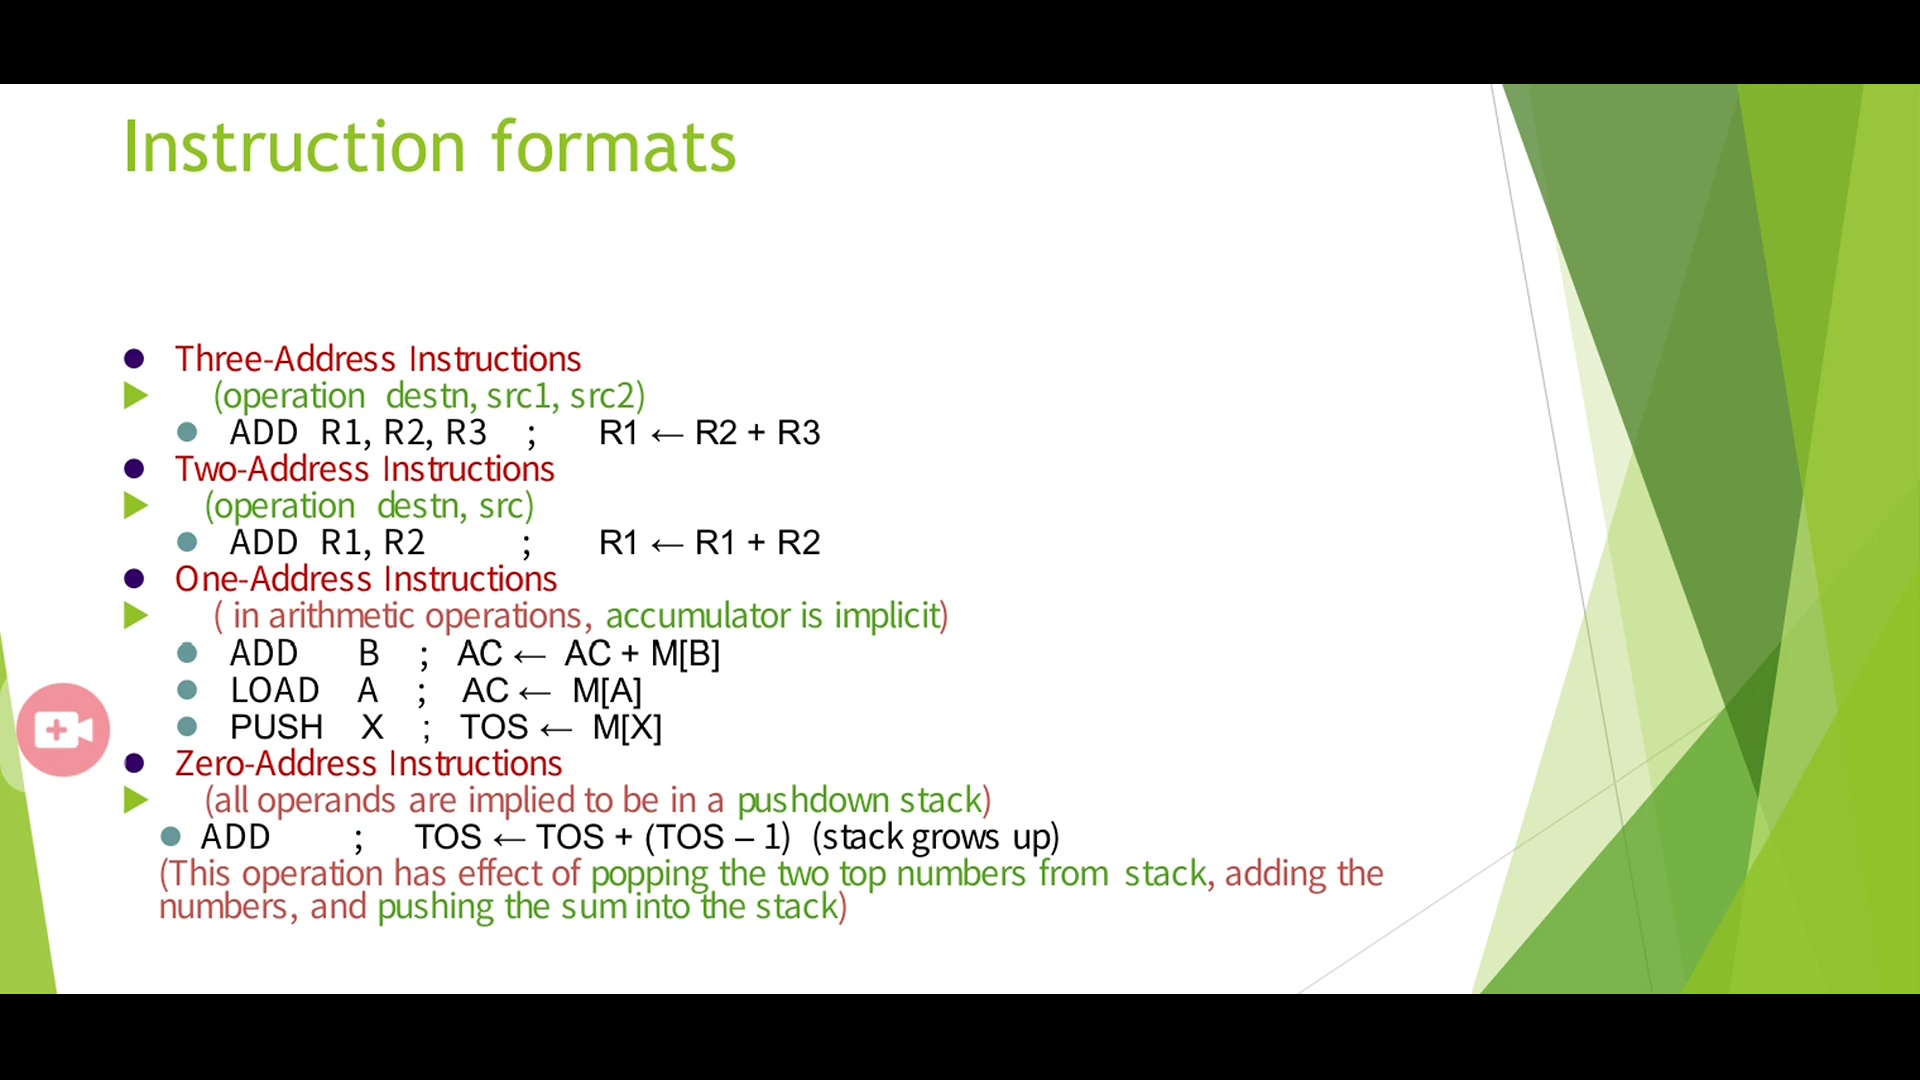 Instruction formats
Three-Address Instructions
(operation destn, src1, src2)
ADD R1, R2, R3 ; R1 ← R2 + R3
Two-Address Instructions
(operation destn, src)
ADD R1, R2 ; R1 ← R1 + R2
One-Address Instructions
( in arithmetic operations, accumulator is implicit)
ADD B ; AC ← AC + M[B]
LOAD A ; AC ← M[A]
PUSH X ; TOS ← M[X]
Zero-Address Instructions
(all operands are implied to be in a pushdown stack)
ADD ; TOS ← TOS + (TOS – 1) (stack grows up)
(This operation has effect of popping the two top numbers from stack, adding the
numbers, and pushing the sum into the stack)